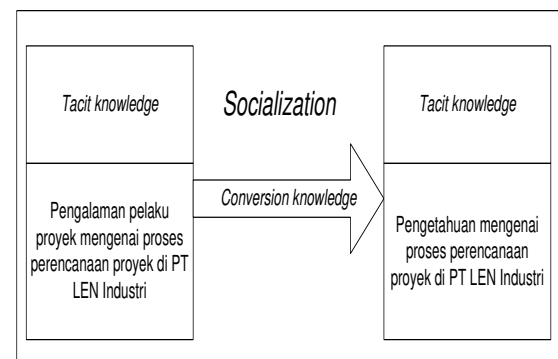 Tacit knowledge
Pengalaman pelaku
proyek mengenai proses
perencanaan proyek di PT
LEN Industri
Socialization
Conversion knowledge
Tacit knowledge
Pengetahuan mengenai
proses perencanaan
proyek di PT LEN Industri